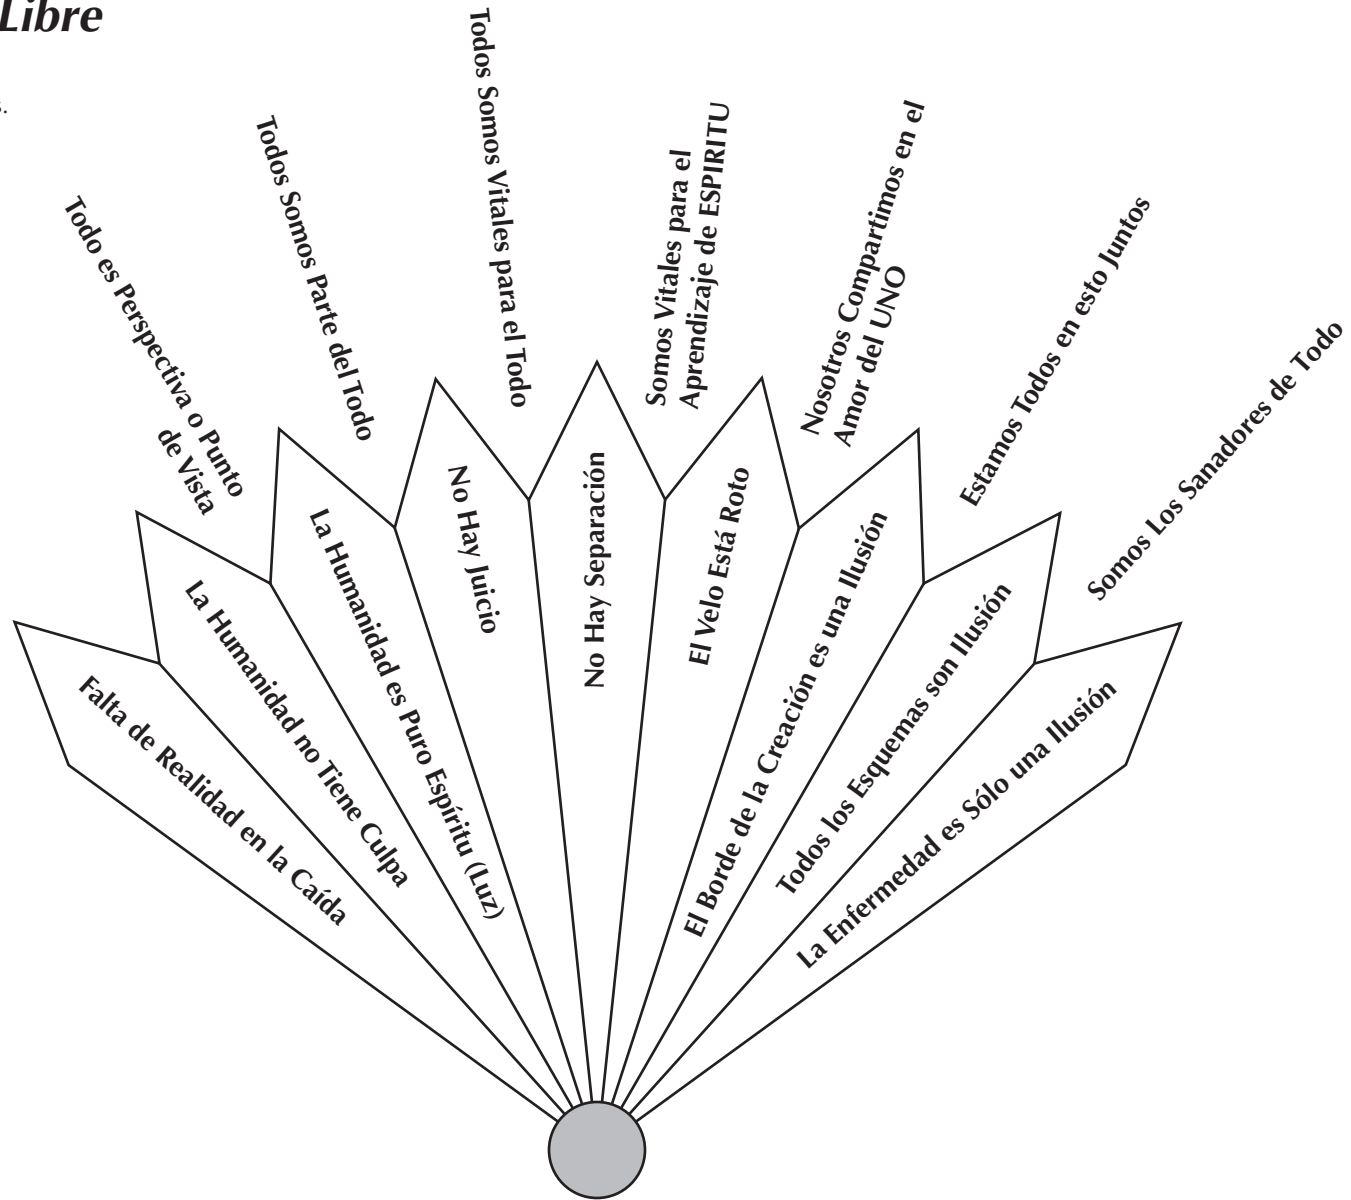 Libre
Todo es Perspectiva o Punto
de Vista
Todos Somos Parte del Todo
Todos Somos Vitales para el Todo
Somos Vitales para el
Aprendizaje de ESPIRITU
Nosotros Compartimos en el
Amor del UNO
Estamos Todos en esto Juntos
Somos Los Sanadores de Todo
Falta de Realidad en la Caída
La Humanidad no Tiene Culpa
La Humanidad es Puro Espíritu (Luz)
No Hay Juicio
No Hay Separación
El Velo Está Roto
El Borde de la Creación es una Ilusión
Todos los Esquemas son Ilusión
La Enfermedad es Sólo una Ilusión